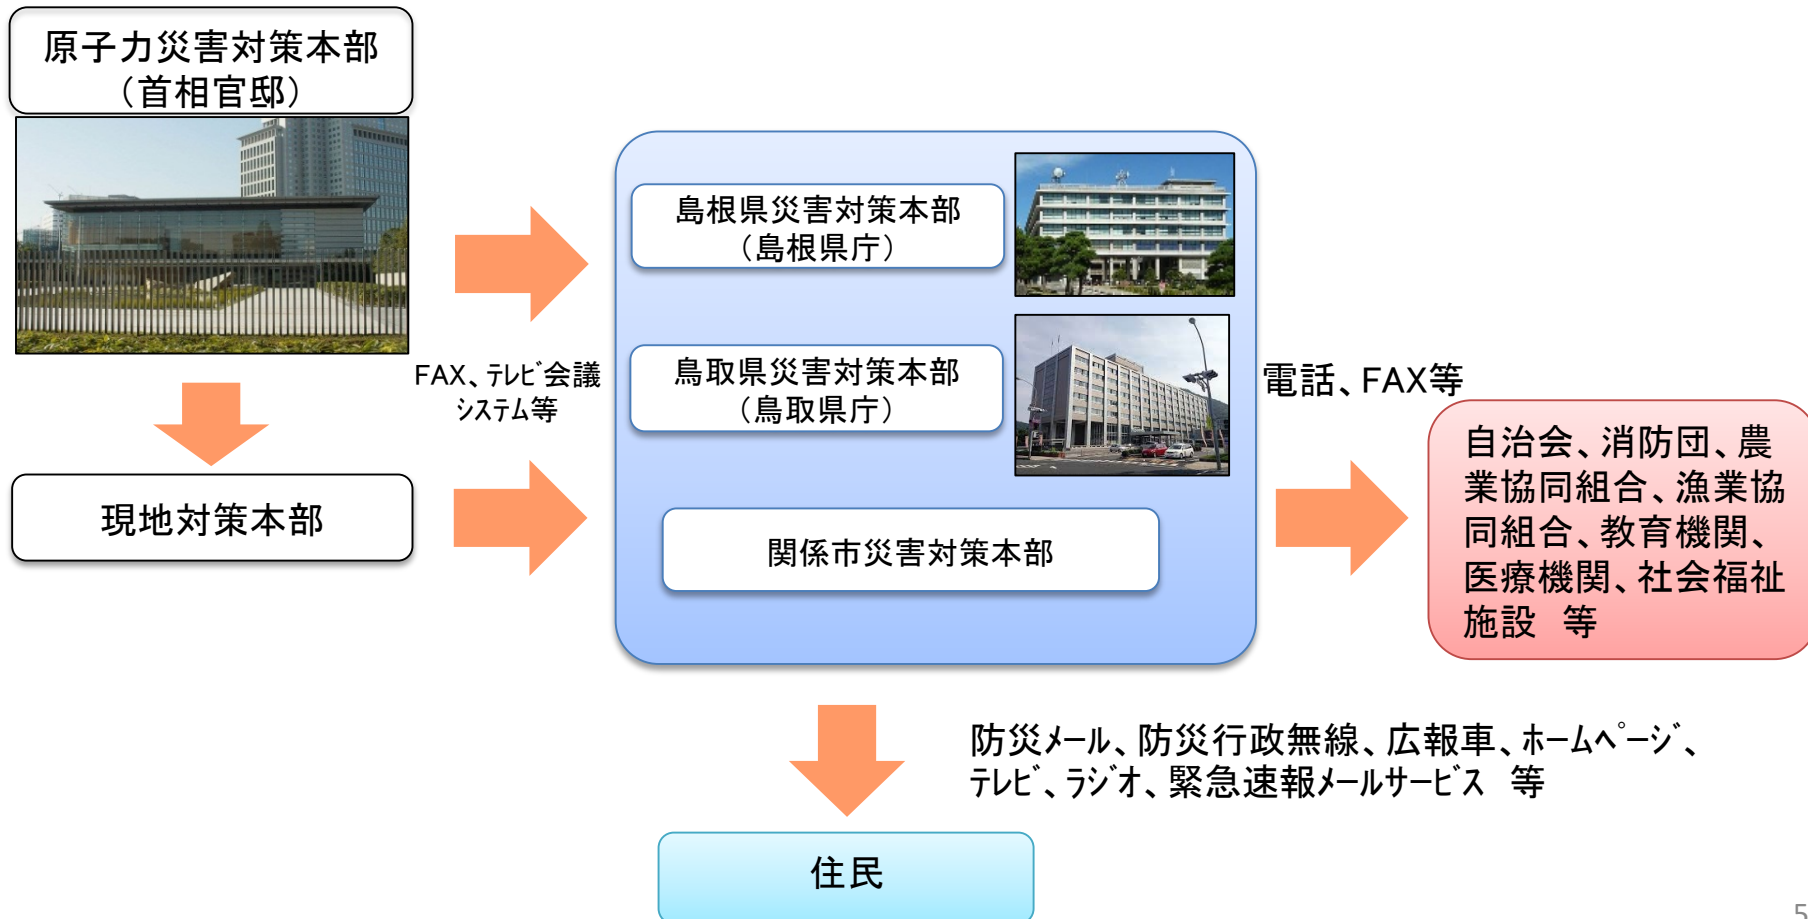 原子力災害対策本部
（首相官邸）
島根県災害対策本部
（島根県庁）
FAX、ﾃﾚﾋﾞ会議
ｼｽﾃﾑ等
鳥取県災害対策本部
（鳥取県庁）
電話、FAX等
現地対策本部
関係市災害対策本部
自治会、消防団、農
業協同組合、漁業協
同組合、教育機関、
医療機関、社会福祉
施設　等
防災ﾒｰﾙ、防災行政無線、広報車、ﾎｰﾑﾍﾟｰｼﾞ、
ﾃﾚﾋﾞ、ﾗｼﾞｵ、緊急速報ﾒｰﾙｻｰﾋﾞｽ　等
住民
5